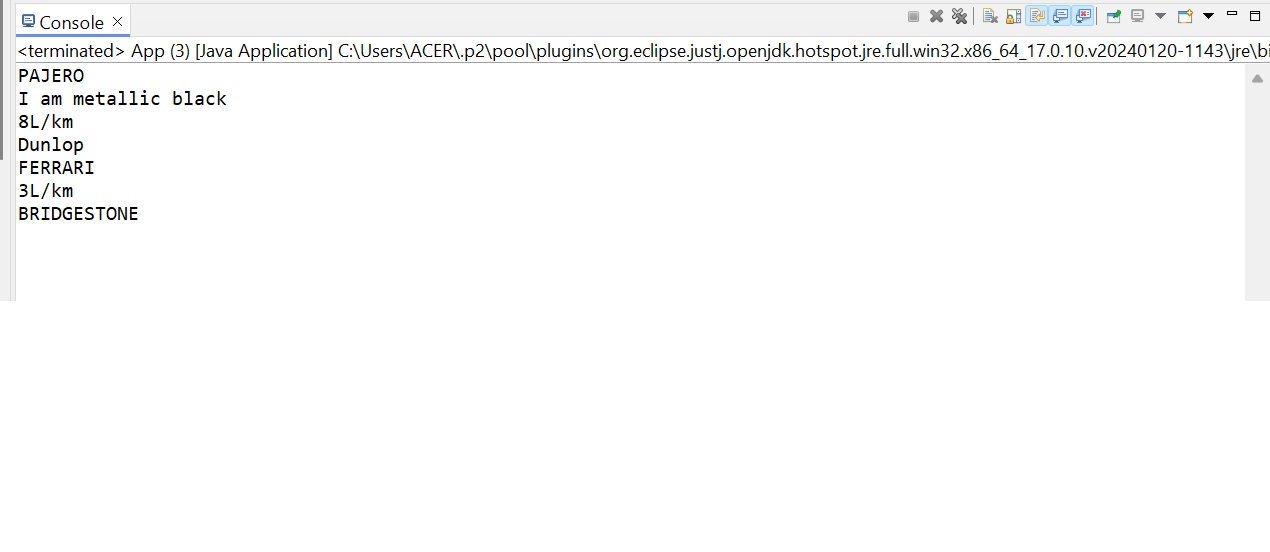 Console
<terminated> App (3) [Java Application] C:\Users\ACER\.p2\pool\plugins\org.eclipse.justj.openjdk.hotspot.jre.full.win32.x86_64_17.0.10.v20240120-1143\jre\bi
PAJERO
I am metallic black
8L/km
Dunlop
FERRARI
3L/km
BRIDGESTONE